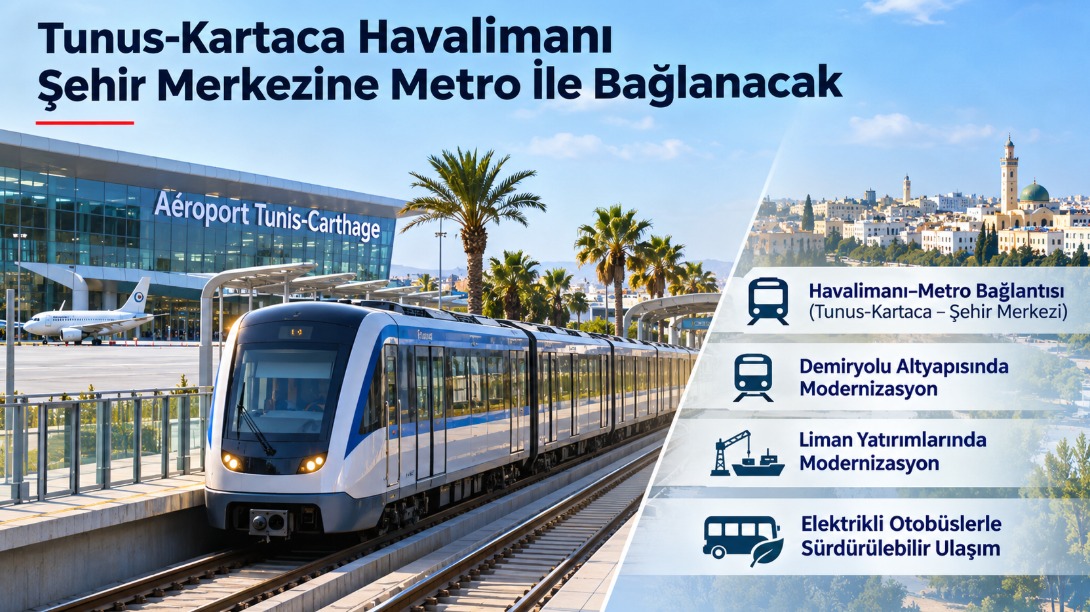 Tunus-Kartaca Havalimanı
Şehir Merkezine Metro İle Bağlanacak
Aéroport Tunis-Carthage
Havalimanı–Metro Bağlantısı
(Tunus-Kartaca – Şehir Merkezi)
Demiryolu Altyapısında
Modernizasyon
Liman Yatırımlarında
Modernizasyon
Elektrikli Otobüslerle
Sürdürülebilir Ulaşım